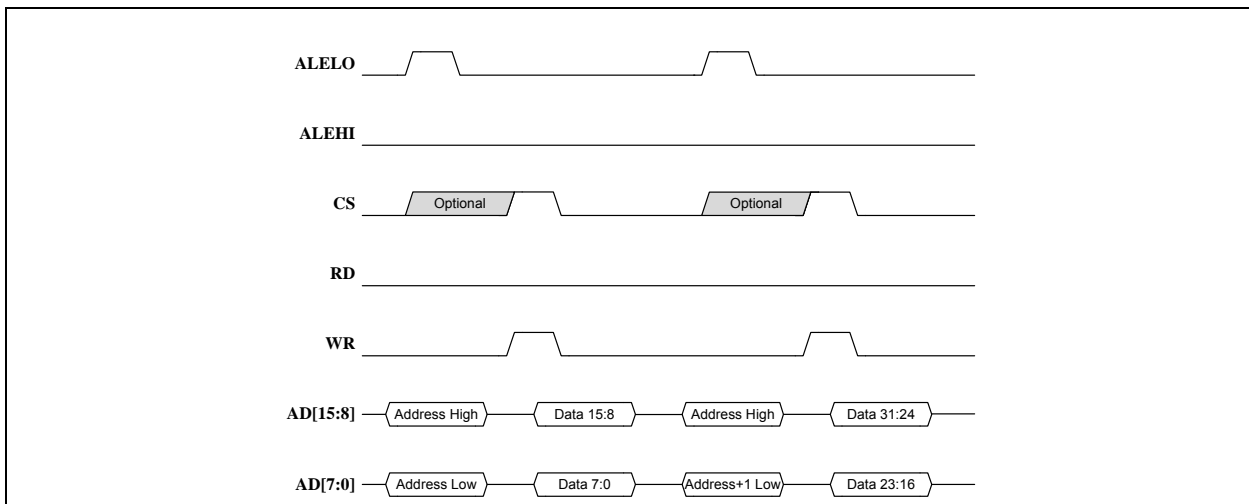 ALELO
ALEHI
CS Optional Optional
RD
WR
AD[15:8] Address High Data 15:8 Address High Data 31:24
AD[7:0] Address Low Data 7:0 Address+1 Low Data 23:16